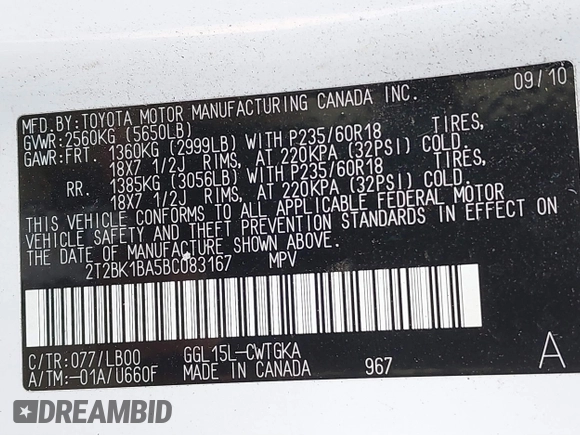 MFD.BY:TOYOTA MOTOR MANUFACTURING CANADA INC. 09/10
GVWR:2560KG (5650LB)
GAWR:FRT. 1360KG (2999LB) WITH P235/60R18 TIRES,
18X7 1/2J RIMS, AT 220KPA (32PSI) COLD.
RR. 1385KG (3056LB) WITH P235/60R18 TIRES,
18X7 1/2J RIMS, AT 220KPA (32PSI) COLD.
THIS VEHICLE CONFORMS TO ALL APPLICABLE FEDERAL MOTOR
VEHICLE SAFETY AND THEFT PREVENTION STANDARDS IN EFFECT ON
THE DATE OF MANUFACTURE SHOWN ABOVE.
2T2BK1BA5BC083167 MPV
C/TR:077/LB00 GGL15L-CWTGKA A
A/TM:-01A/U660F MADE IN CANADA 967
DREAMBID